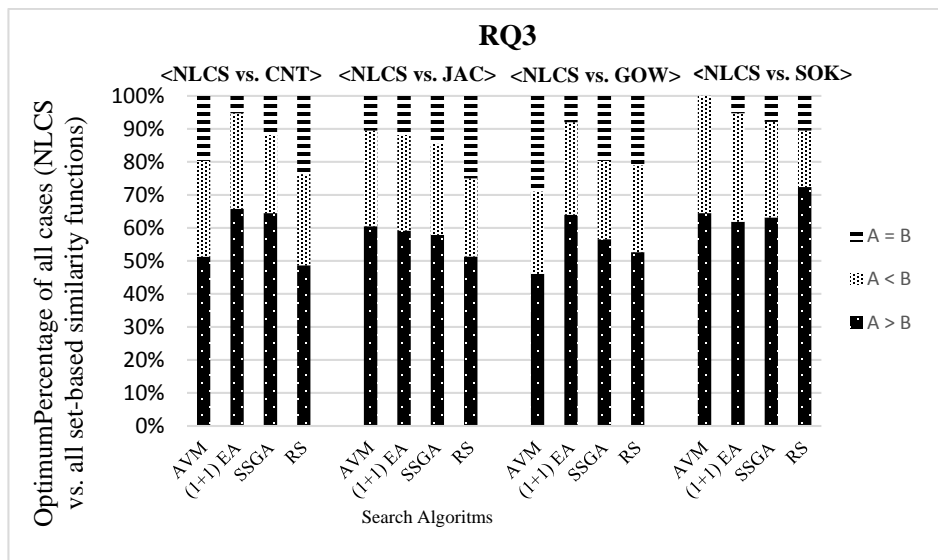 RQ3
<NLCS vs. CNT> <NLCS vs. JAC> <NLCS vs. GOW> <NLCS vs. SOK>
OptimumPercentage of all cases (NLCS
vs. all set-based similarity functions)
100%
90%
80%
70%
60%
50%
40%
30%
20%
10%
0%
AVM
(1+1) EA
SSGA
RS
AVM
(1+1) EA
SSGA
RS
AVM
(1+1) EA
SSGA
RS
AVM
(1+1) EA
SSGA
RS
Search Algoritms
A = B
A < B
A > B